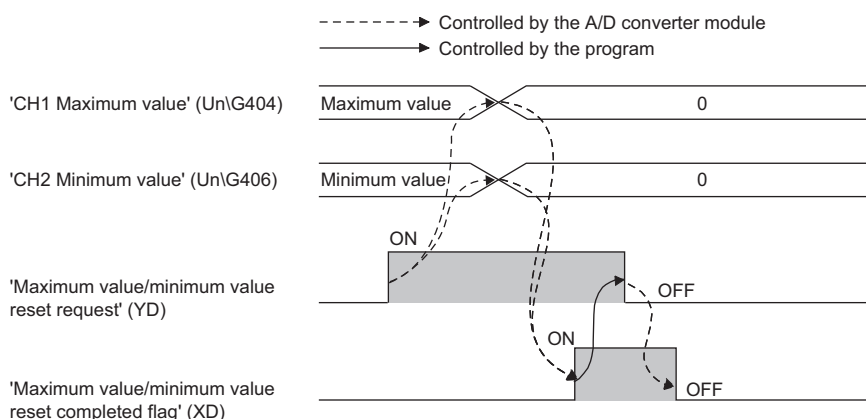 Controlled by the A/D converter module
Controlled by the program
'CH1 Maximum value' (Un\G404)
Maximum value
0
'CH2 Minimum value' (Un\G406)
Minimum value
0
ON
'Maximum value/minimum value
reset request' (YD)
OFF
ON
'Maximum value/minimum value
reset completed flag' (XD)
OFF